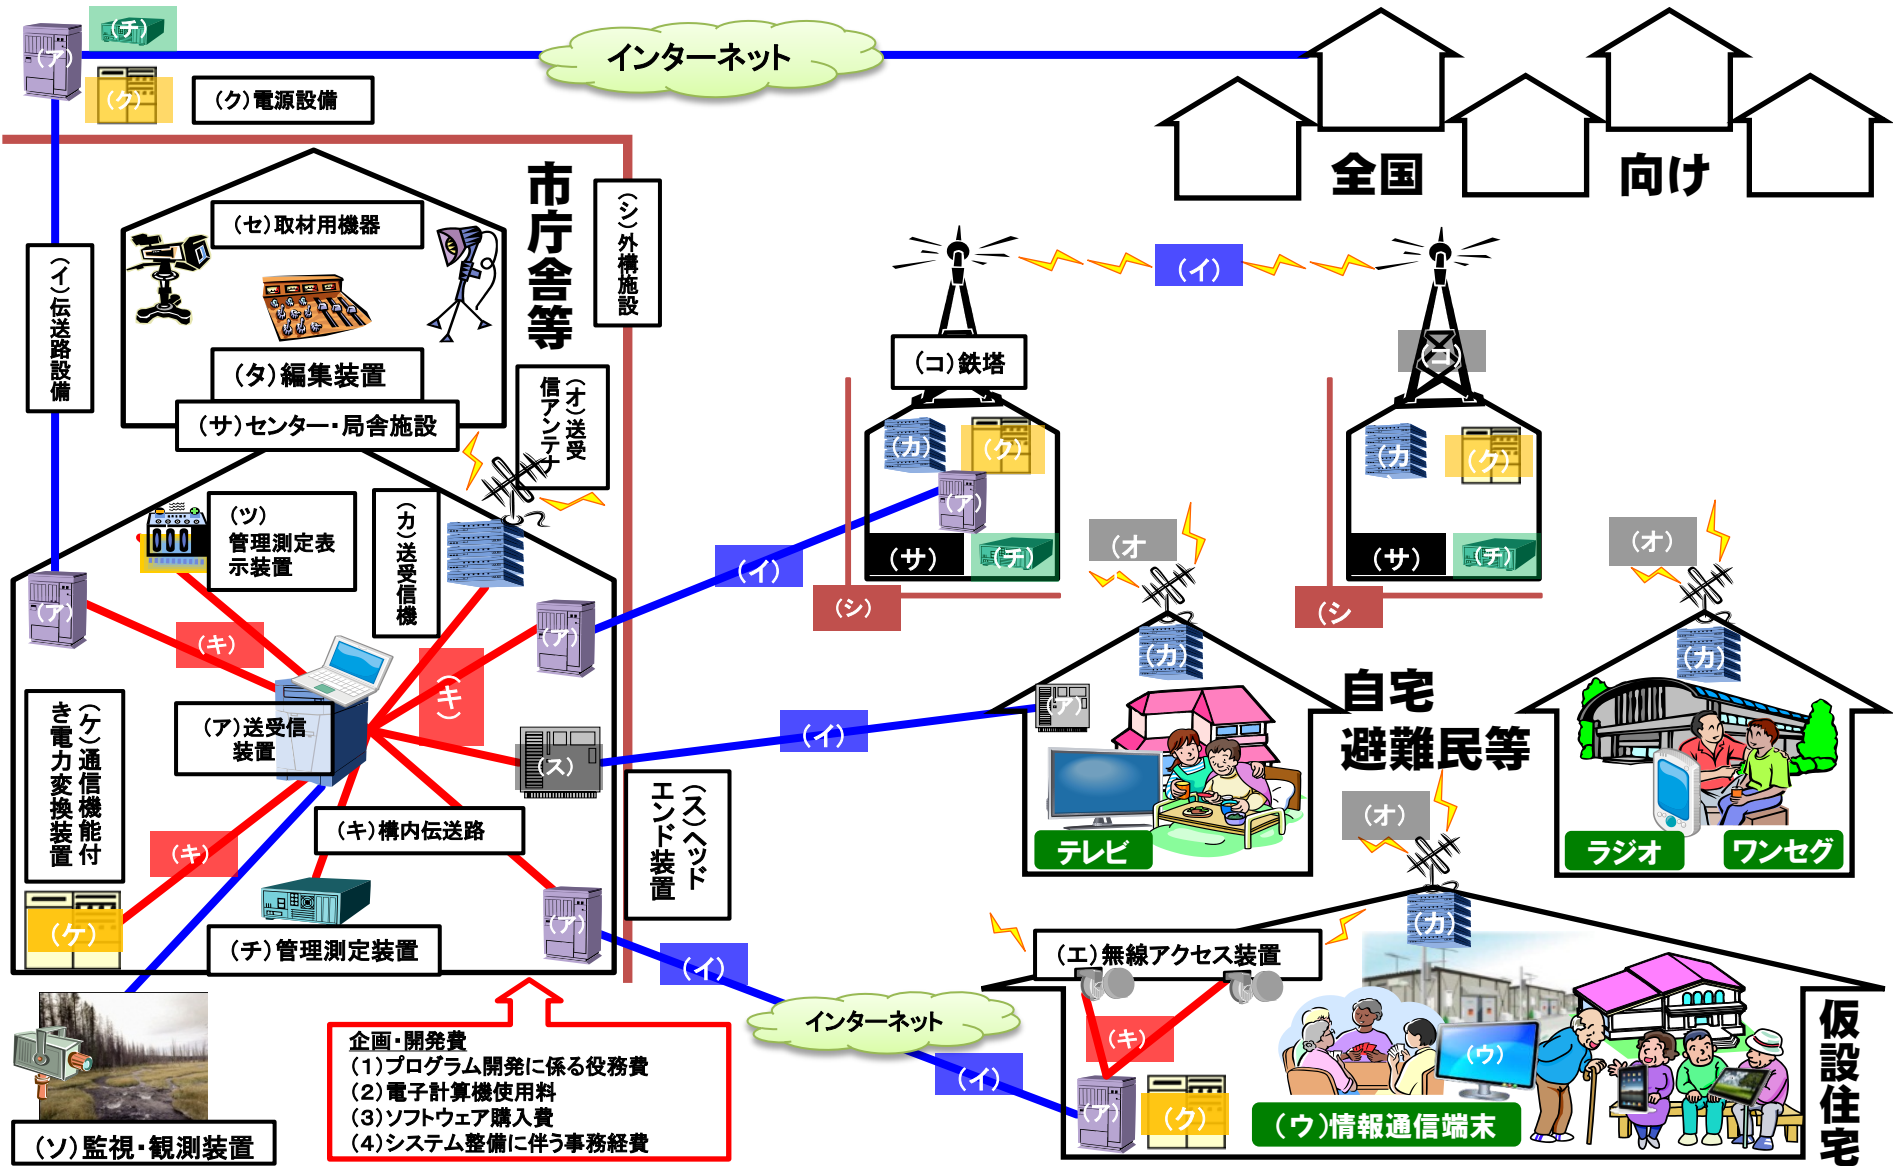 (ア)
(チ)
(ク)
(ク)電源設備
インターネット
全国
向け
市庁舎等
(シ)外構施設
(イ)伝送路設備
(セ)取材用機器
(タ)編集装置
(サ)センター・局舎施設
(オ)送受
信アンテナ
(イ)
(コ)鉄塔
(コ)
(カ)
(ク)
(ア)
(サ)
(チ)
(シ)
(カ
(ク)
(サ)
(チ)
(シ
(ツ)
管理測定表
示装置
(カ)送受信機
(ア)
(ア)
(キ)
(キ)
(ア)送受信
装置
(ケ)通信機能付
き電力変換装置
(ス)
(キ)構内伝送路
(キ)
(ス)ヘッド
エンド装置
(ケ)
(チ)管理測定装置
(ア)
(イ)
(イ)
(イ)
(オ
(カ)
(ア)
テレビ
自宅
避難民等
(オ)
(カ)
ラジオ
ワンセグ
(オ)
(カ)
(エ)無線アクセス装置
(キ)
(ア)
(ク)
(ウ)
(ウ)情報通信端末
仮設住宅
インターネット
(イ)
(ソ)監視・観測装置
企画・開発費
(1)プログラム開発に係る役務費
(2)電子計算機使用料
(3)ソフトウェア購入費
(4)システム整備に伴う事務経費